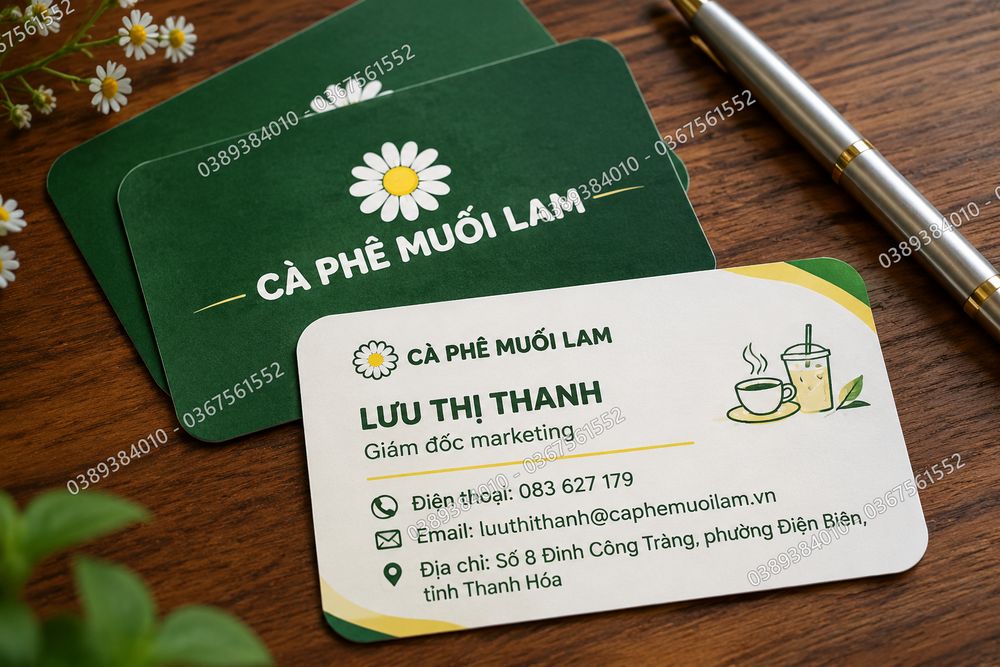 CÀ PHÊ MUỐI LAM
CÀ PHÊ MUỐI LAM
LƯU THỊ THANH
Giám đốc marketing
Điện thoại: 083 627 179
Email: luuthithanh@caphemuoilam.vn
Địa chỉ: Số 8 Đinh Công Tràng, phường Điện Biên,
tỉnh Thanh Hóa
0367561552
0389384010 - 0367561552
0389384010 - 0367561552
0389384010
0389384010 - 0367561552
0389384010 - 0367561552
0389384010 - 0367561552